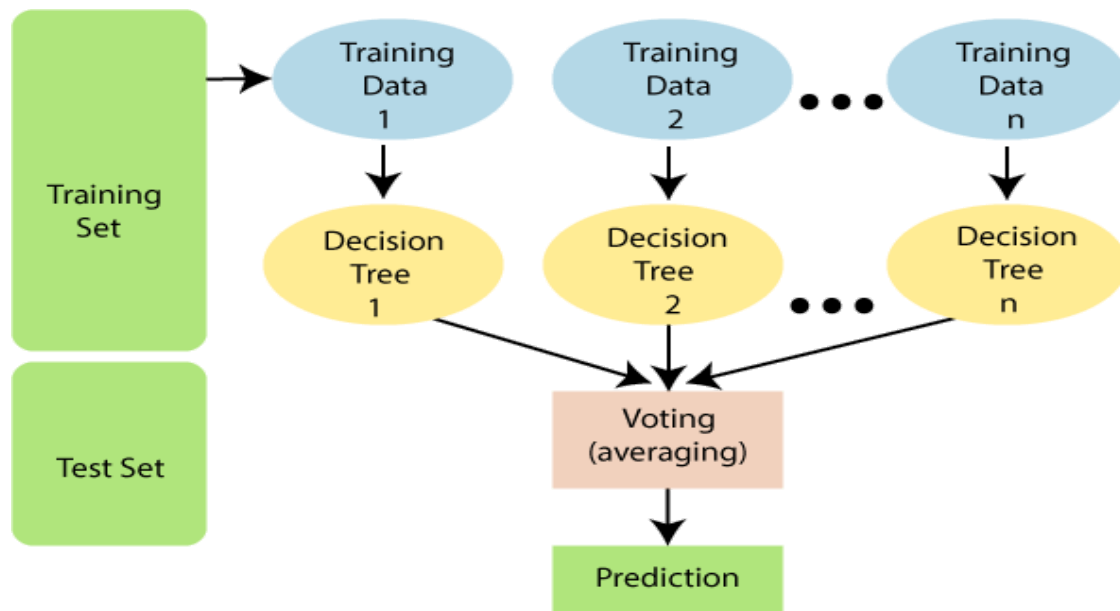 Training
Set
Test Set
Training
Data
1
Training
Data
2
Training
Data
n
Decision
Tree
1
Decision
Tree
2
Decision
Tree
n
Voting
(averaging)
Prediction